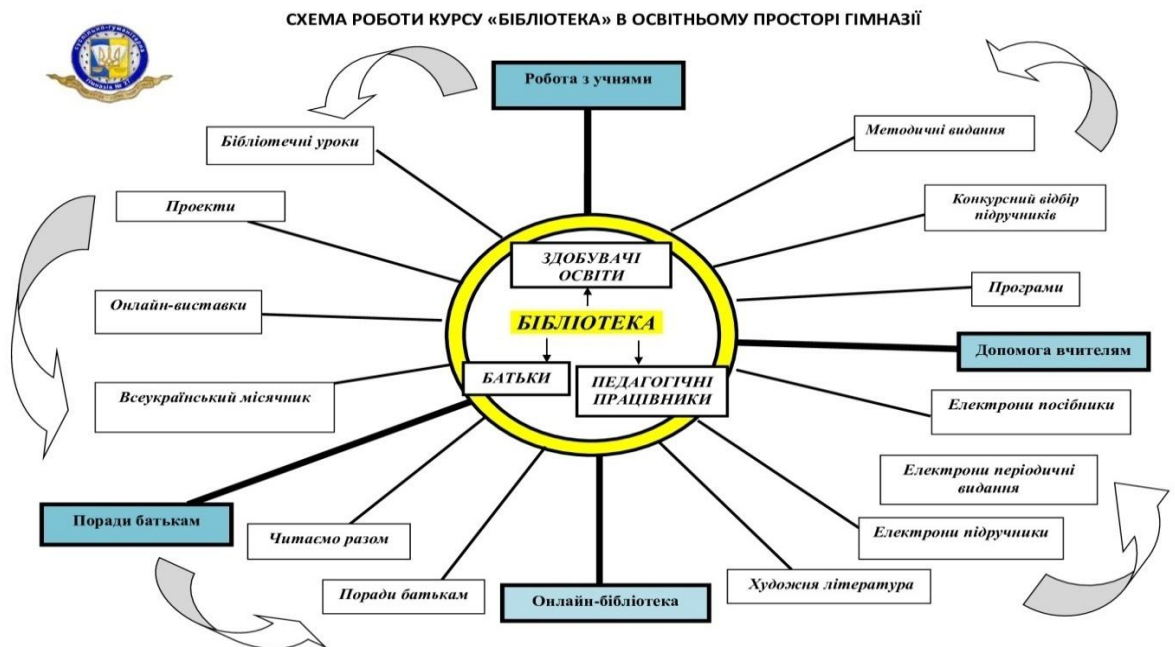 СХЕМА РОБОТИ КУРСУ «БІБЛІОТЕКА» В ОСВІТНЬОМУ ПРОСТОРІ ГІМНАЗІЇ
Робота з учнями
Бібліотечні уроки
Методичні видання
Проекти
Конкурсний відбір
підручників
ЗДОБУВАЧІ
ОСВІТИ
Програми
Онлайн-виставки
БІБЛІОТЕКА
Допомога вчителям
БАТЬКИ
ПЕДАГОГІЧНІ
ПРАЦІВНИКИ
Всеукраїнський місячник
Електрони посібники
Електрони періодичні
видання
Поради батькам
Читаємо разом
Електрони підручники
Поради батькам
Онлайн-бібліотека
Художня література